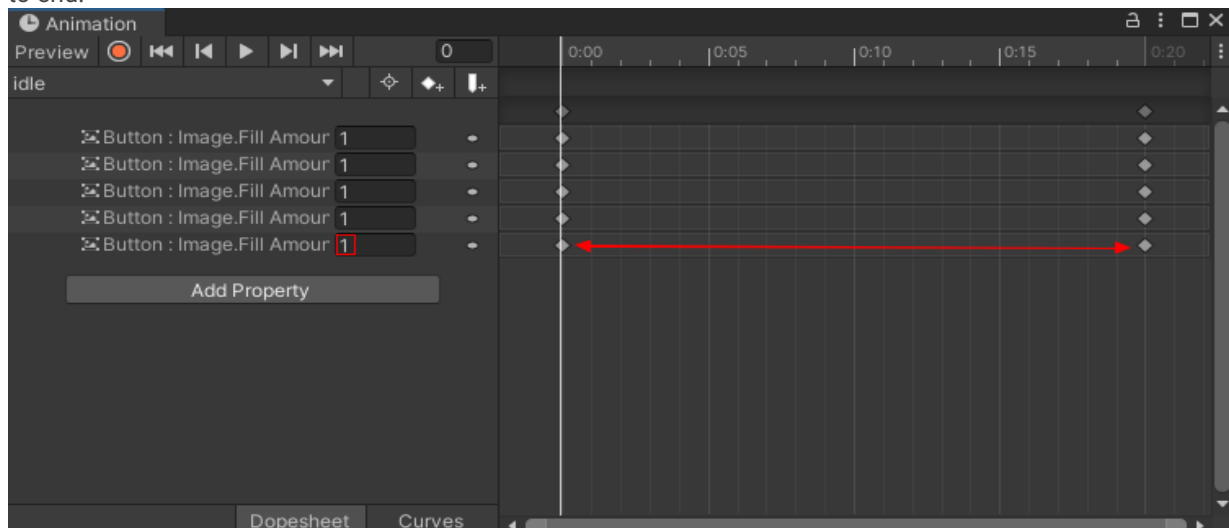 Animation
Preview 0 0:00 0:05 0:10 0:15 0:20
idle
Button : Image.Fill Amour 1
Button : Image.Fill Amour 1
Button : Image.Fill Amour 1
Button : Image.Fill Amour 1
Button : Image.Fill Amour 1
Add Property
Dopesheet Curves